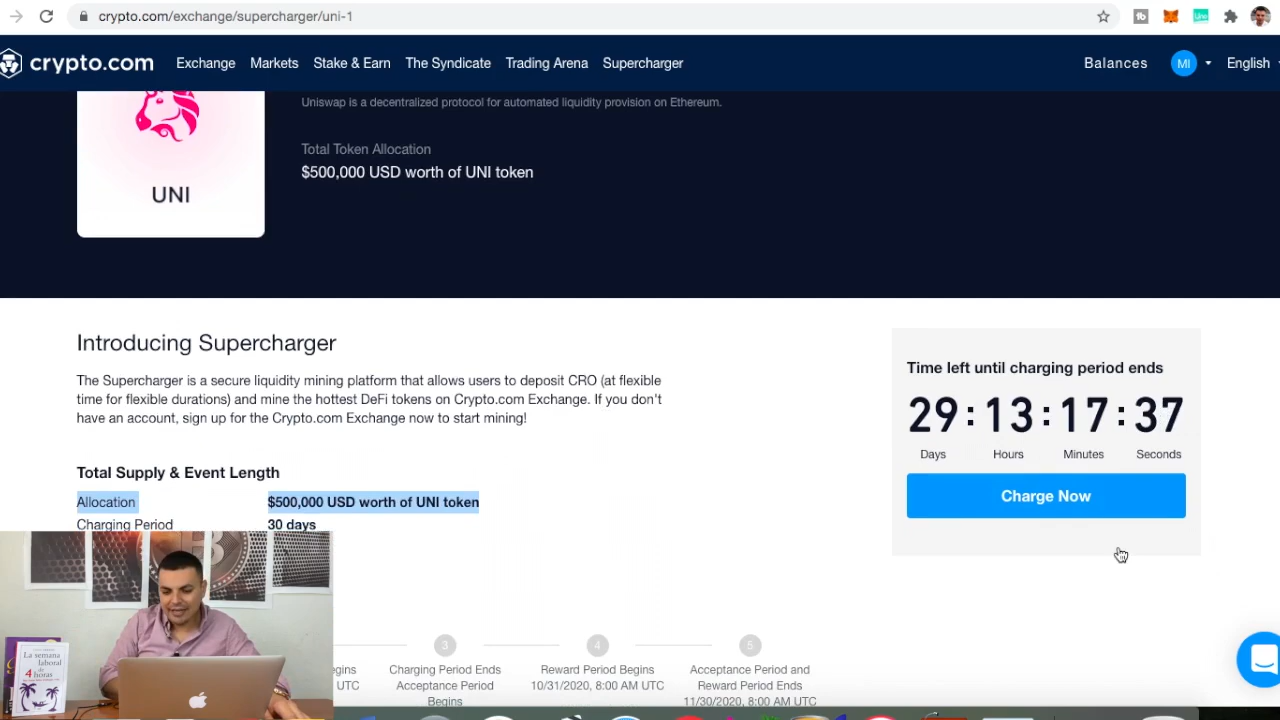 crypto.com/exchange/supercharger/uni-1
crypto.com Exchange Markets Stake & Earn The Syndicate Trading Arena Supercharger Balances MI English
Uniswap is a decentralized protocol for automated liquidity provision on Ethereum.
Total Token Allocation
$500,000 USD worth of UNI token
UNI
Introducing Supercharger
The Supercharger is a secure liquidity mining platform that allows users to deposit CRO (at flexible
time for flexible durations) and mine the hottest DeFi tokens on Crypto.com Exchange. If you don't
have an account, sign up for the Crypto.com Exchange now to start mining!
Time left until charging period ends
29 : 13 : 17 : 37
Days Hours Minutes Seconds
Charge Now
Total Supply & Event Length
Allocation $500,000 USD worth of UNI token
Charging Period 30 days
3 4 5
egins Charging Period Ends Reward Period Begins Acceptance Period and
UTC Acceptance Period 10/31/2020, 8:00 AM UTC Reward Period Ends
Begins 11/30/2020, 8:00 AM UTC
La semana
laboral
de
4
horas